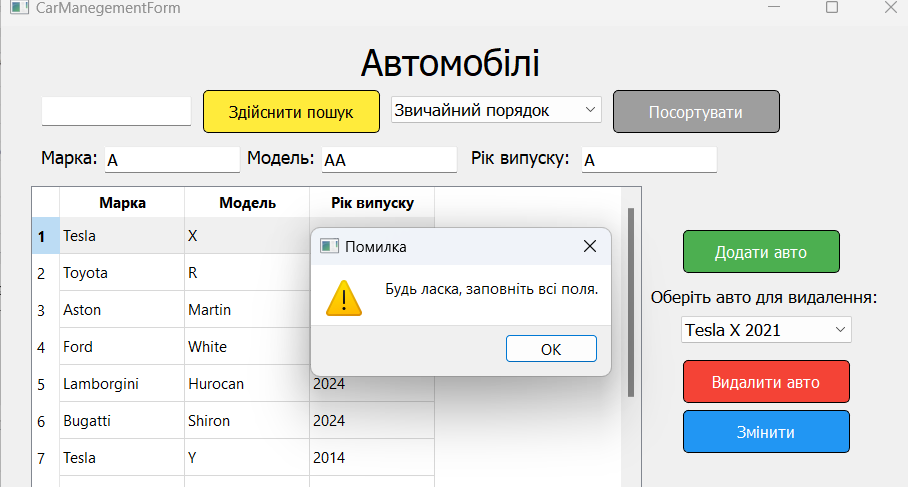 CarManegementForm
Автомобілі
Здійснити пошук Звичайний порядок Посортувати
Марка: A Модель: AA Рік випуску: A
Марка Модель Рік випуску
1 Tesla X
2 Toyota R
3 Aston Martin
4 Ford White
5 Lamborgini Hurocan 2024
6 Bugatti Shiron 2024
7 Tesla Y 2014
Помилка
Будь ласка, заповніть всі поля.
OK
Додати авто
Оберіть авто для видалення:
Tesla X 2021
Видалити авто
Змінити